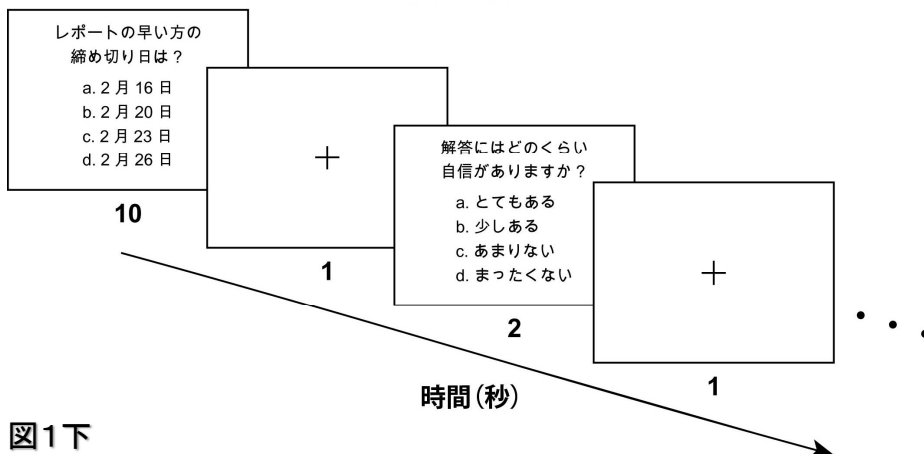 レポートの早い方の
締め切り日は？
a. 2 月 16 日
b. 2 月 20 日
c. 2 月 23 日
d. 2 月 26 日
10
1
解答にはどのくらい
自信がありますか？
a. とてもある
b. 少しある
c. あまりない
d. まったくない
2
1
時間(秒)
図1下